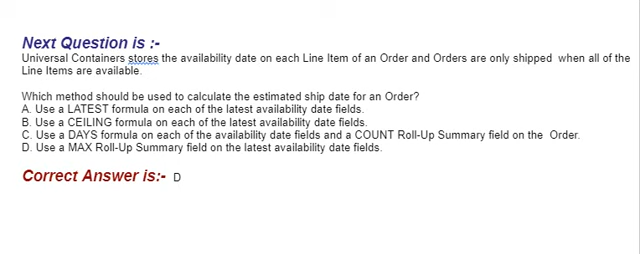 Next Question is :-
Universal Containers stores the availability date on each Line Item of an Order and Orders are only shipped when all of the
Line Items are available.
Which method should be used to calculate the estimated ship date for an Order?
A. Use a LATEST formula on each of the latest availability date fields.
B. Use a CEILING formula on each of the latest availability date fields.
C. Use a DAYS formula on each of the availability date fields and a COUNT Roll-Up Summary field on the Order.
D. Use a MAX Roll-Up Summary field on the latest availability date fields.
Correct Answer is:- D